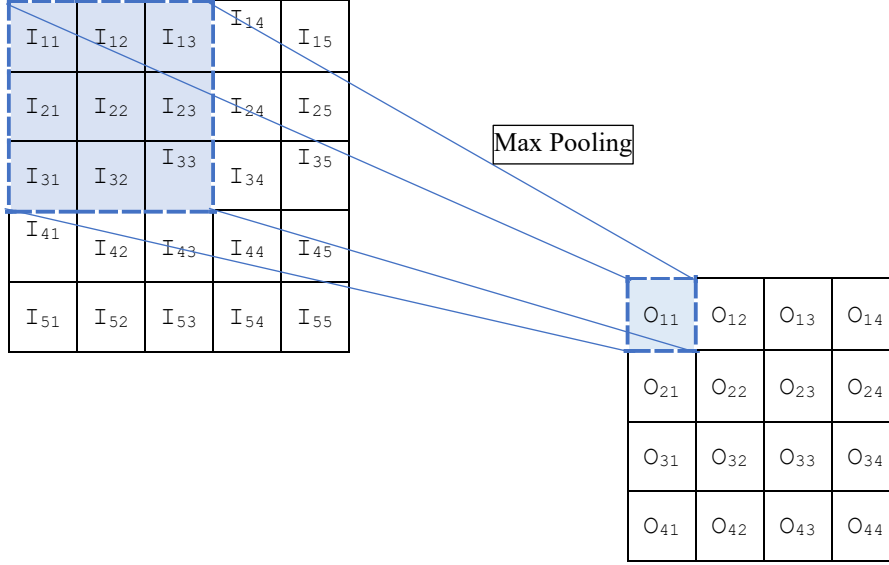 I₁₁ I₁₂ I₁₃ I₁₄ I₁₅
I₂₁ I₂₂ I₂₃ I₂₄ I₂₅
I₃₁ I₃₂ I₃₃ I₃₄ I₃₅
I₄₁ I₄₂ I₄₃ I₄₄ I₄₅
I₅₁ I₅₂ I₅₃ I₅₄ I₅₅
Max Pooling
O₁₁ O₁₂ O₁₃ O₁₄
O₂₁ O₂₂ O₂₃ O₂₄
O₃₁ O₃₂ O₃₃ O₃₄
O₄₁ O₄₂ O₄₃ O₄₄